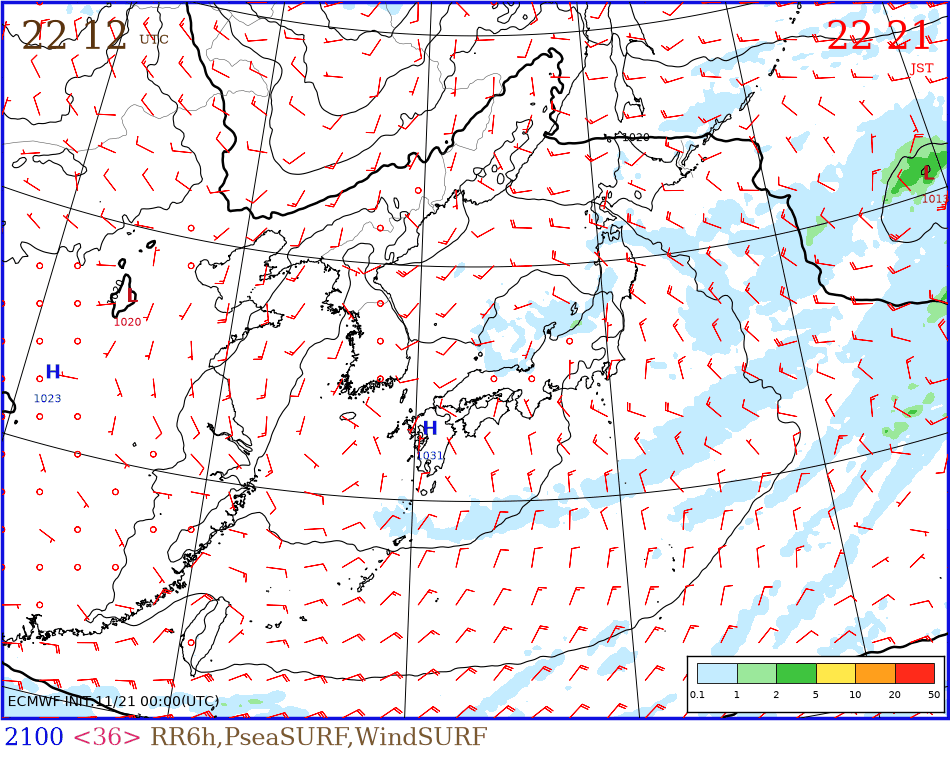 22 12 UTC
22 21
JST
1020
L
1013
L
1020
H
1023
H
1031
0.1 1 2 5 10 20 50
ECMWF INIT:11/21 00:00(UTC)
2100 <36> RR6h,PseaSURF,WindSURF